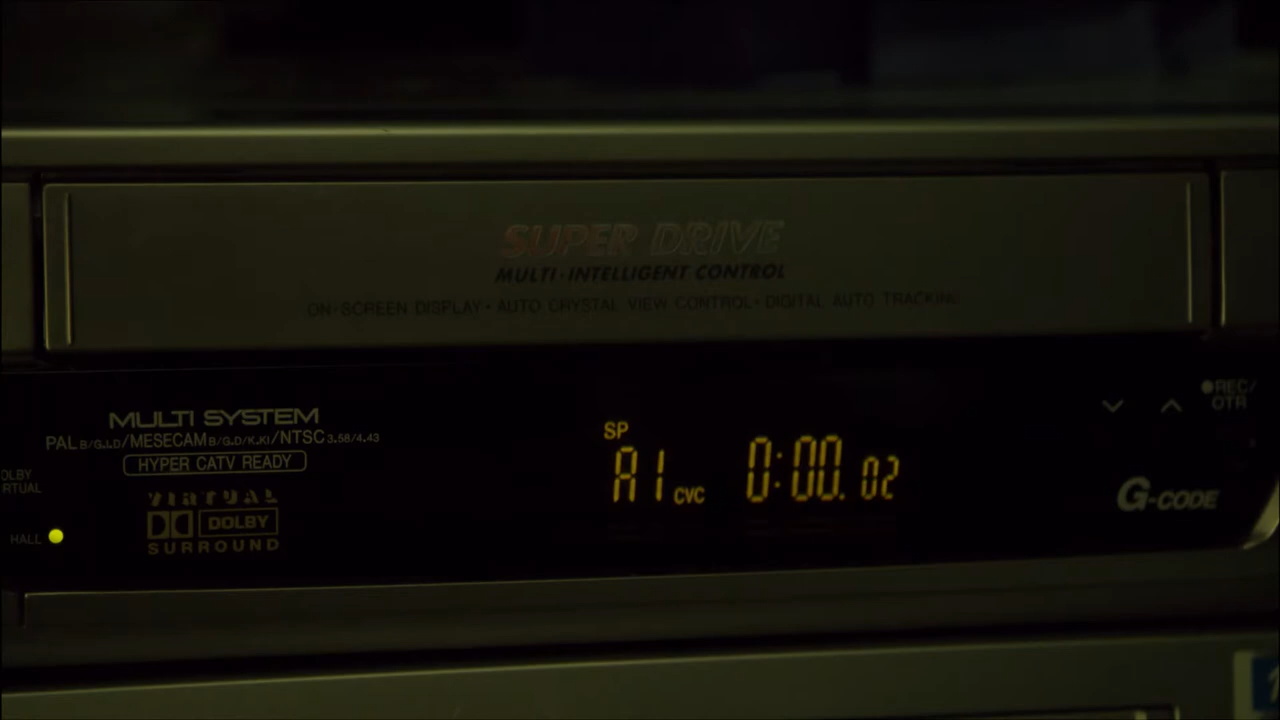 SUPER DRIVE
MULTI-INTELLIGENT CONTROL
ON-SCREEN DISPLAY • AUTO CRYSTAL VIEW CONTROL • DIGITAL AUTO TRACKING
MULTI SYSTEM
PAL B/G.I.D/MESECAM B/G.D/K.K1/NTSC 3.58/4.43
HYPER CATV READY
VIRTUAL
DOLBY
SURROUND
HALL
SP
A1 CVC 0:00.02
REC/
OTR
G-CODE